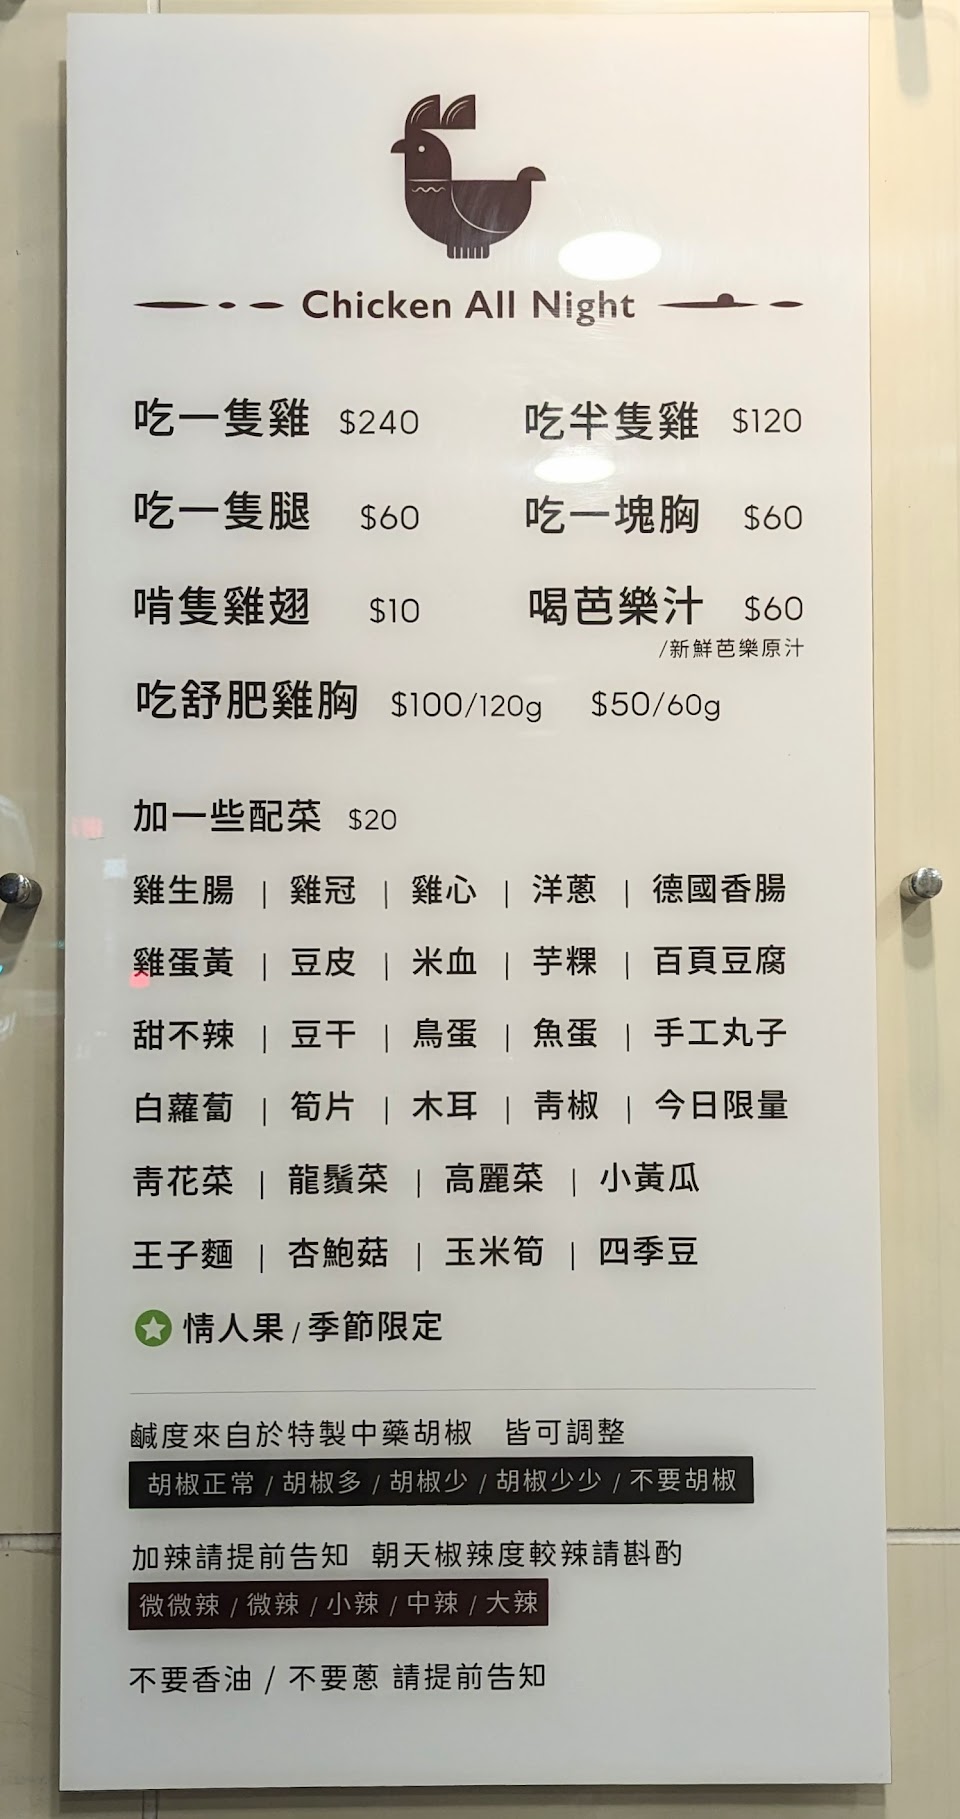 Chicken All Night
吃一隻雞 $240 吃半隻雞 $120
吃一隻腿 $60 吃一塊胸 $60
啃隻雞翅 $10 喝芭樂汁 $60
/新鮮芭樂原汁
吃舒肥雞胸 $100/120g $50/60g
加一些配菜 $20
雞生腸 | 雞冠 | 雞心 | 洋蔥 | 德國香腸
雞蛋黃 | 豆皮 | 米血 | 芋粿 | 百頁豆腐
甜不辣 | 豆干 | 鳥蛋 | 魚蛋 | 手工丸子
白蘿蔔 | 筍片 | 木耳 | 青椒 | 今日限量
青花菜 | 龍鬚菜 | 高麗菜 | 小黃瓜
王子麵 | 杏鮑菇 | 玉米筍 | 四季豆
情人果 / 季節限定
鹹度來自於特製中藥胡椒 皆可調整
胡椒正常 / 胡椒多 / 胡椒少 / 胡椒少少 / 不要胡椒
加辣請提前告知 朝天椒辣度較辣請斟酌
微微辣 / 微辣 / 小辣 / 中辣 / 大辣
不要香油 / 不要蔥 請提前告知